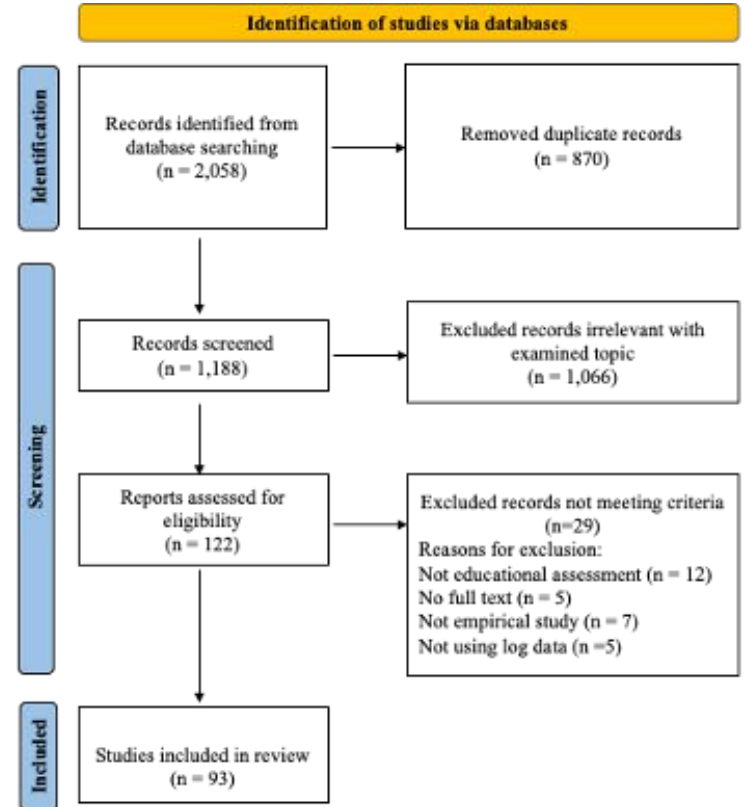 Identification of studies via databases
Identification
Records identified from
database searching
(n = 2,058)
Removed duplicate records
(n = 870)
Screening
Records screened
(n = 1,188)
Excluded records irrelevant with
examined topic
(n = 1,066)
Reports assessed for
eligibility
(n = 122)
Excluded records not meeting criteria
(n=29)
Reasons for exclusion:
Not educational assessment (n = 12)
No full text (n = 5)
Not empirical study (n = 7)
Not using log data (n =5)
Included
Studies included in review
(n = 93)